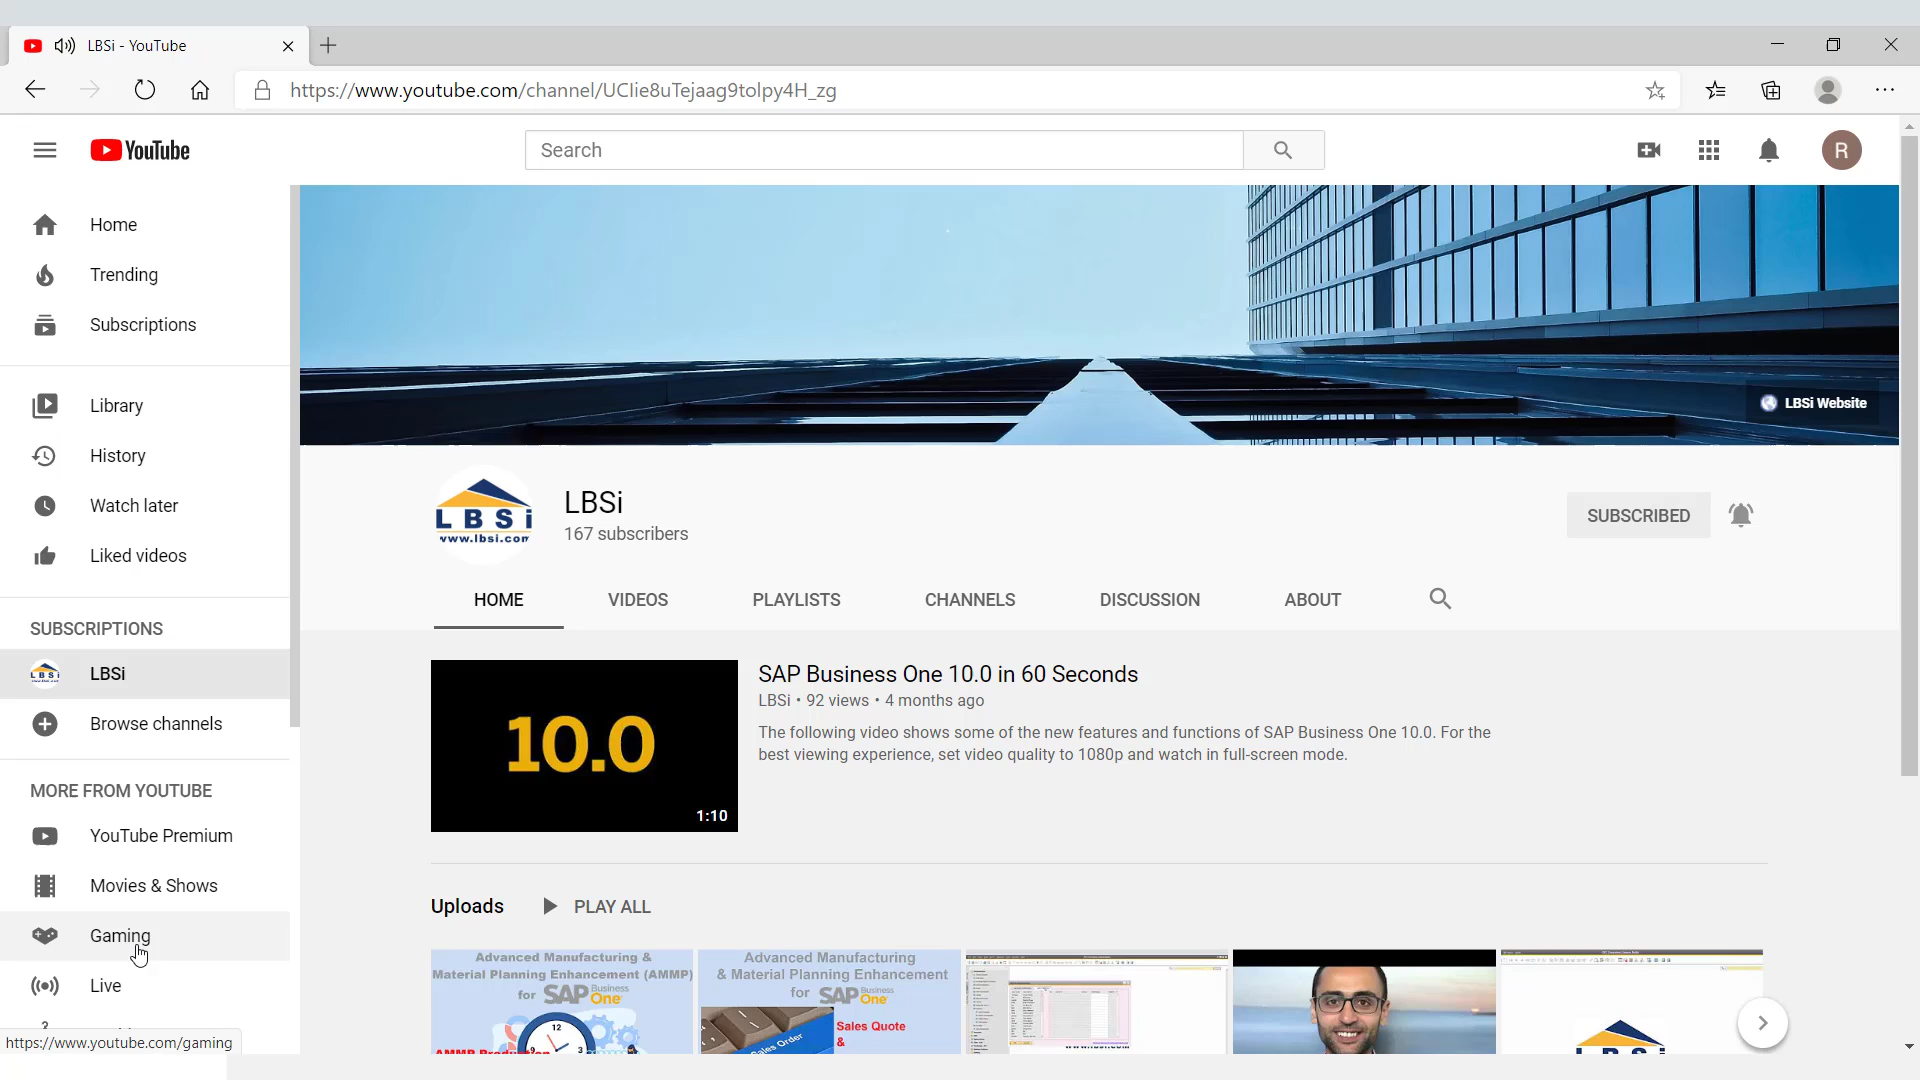 LBSi - YouTube
https://www.youtube.com/channel/UClie8uTejaag9tolpy4H_zg
YouTube
Search
R
Home
Trending
Subscriptions
Library
History
Watch later
Liked videos
SUBSCRIPTIONS
LBSi
Browse channels
MORE FROM YOUTUBE
YouTube Premium
Movies & Shows
Gaming
Live
https://www.youtube.com/gaming
LBSi Website
LBSi
www.lbsi.com
LBSi
167 subscribers
SUBSCRIBED
HOME VIDEOS PLAYLISTS CHANNELS DISCUSSION ABOUT
10.0
1:10
SAP Business One 10.0 in 60 Seconds
LBSi • 92 views • 4 months ago
The following video shows some of the new features and functions of SAP Business One 10.0. For the
best viewing experience, set video quality to 1080p and watch in full-screen mode.
Uploads PLAY ALL
Advanced Manufacturing &
Material Planning Enhancement (AMMP)
for SAP Business One
12
Advanced Manufacturing
& Material Planning Enhancement
for SAP Business One
Sales Order
Sales Quote
&